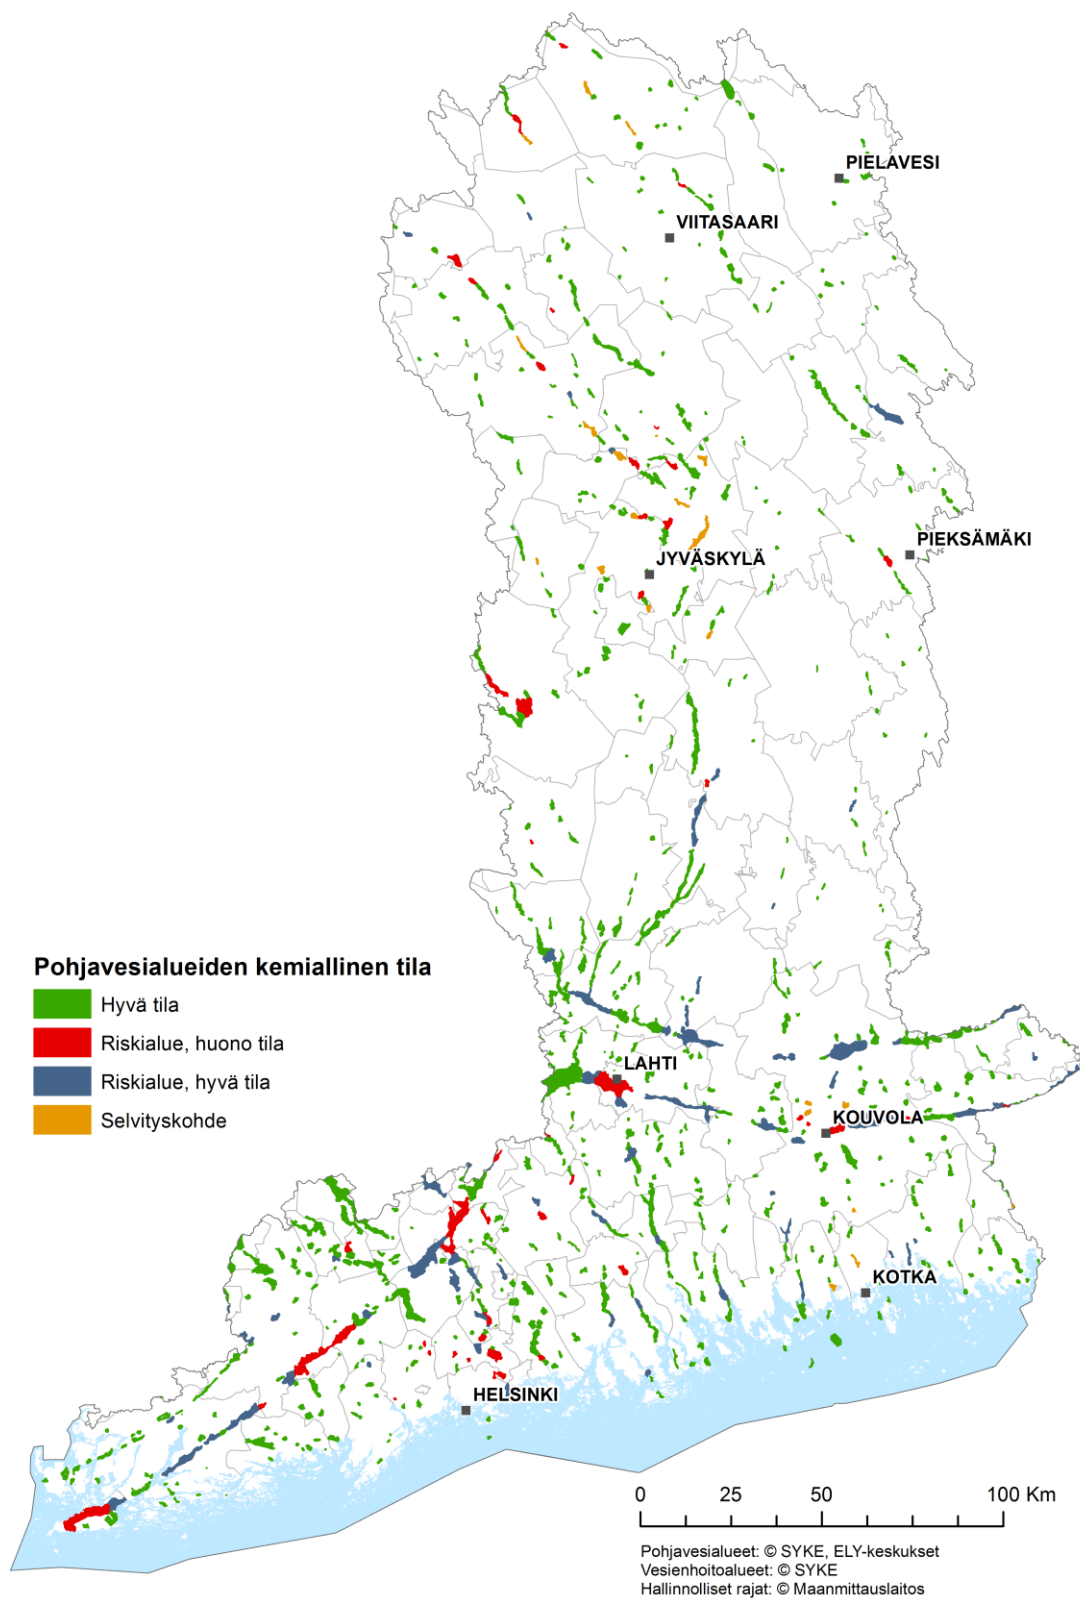 PIELAVESI
VIITASAARI
PIEKSÄMÄKI
JYVÄSKYLÄ
Pohjavesialueiden kemiallinen tila
Hyvä tila
Riskialue, huono tila
Riskialue, hyvä tila
Selvityskohde
LAHTI
KOUVOLA
KOTKA
HELSINKI
0 25 50 100 Km
Pohjavesialueet: © SYKE, ELY-keskukset
Vesienhoitoalueet: © SYKE
Hallinnolliset rajat: © Maanmittauslaitos